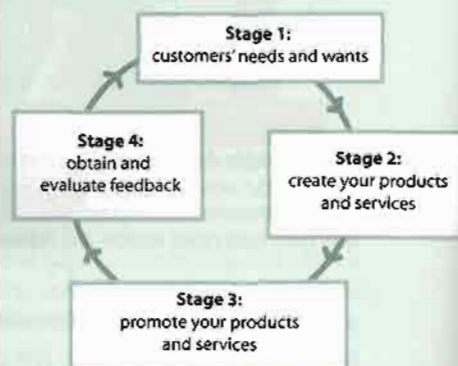 Stage 1:
customers' needs and wants
Stage 2:
create your products
and services
Stage 3:
promote your products
and services
Stage 4:
obtain and
evaluate feedback